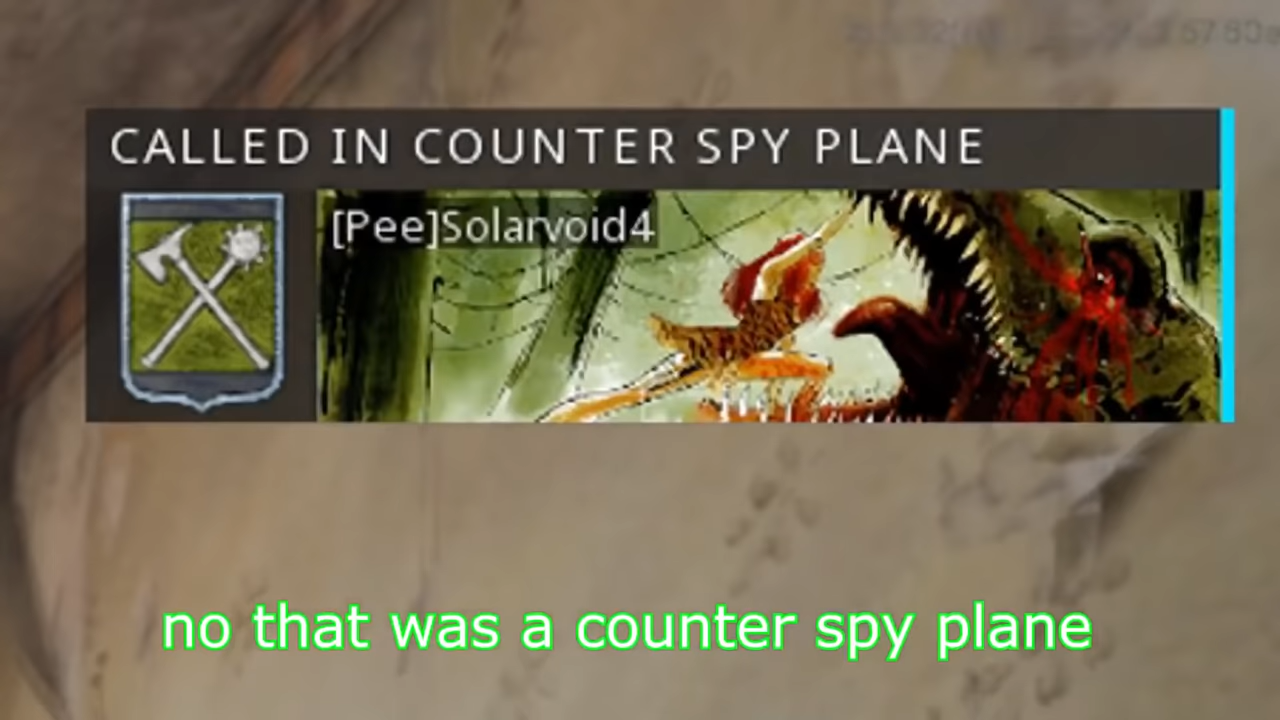 CALLED IN COUNTER SPY PLANE
[Pee]Solarvoid4
no that was a counter spy plane